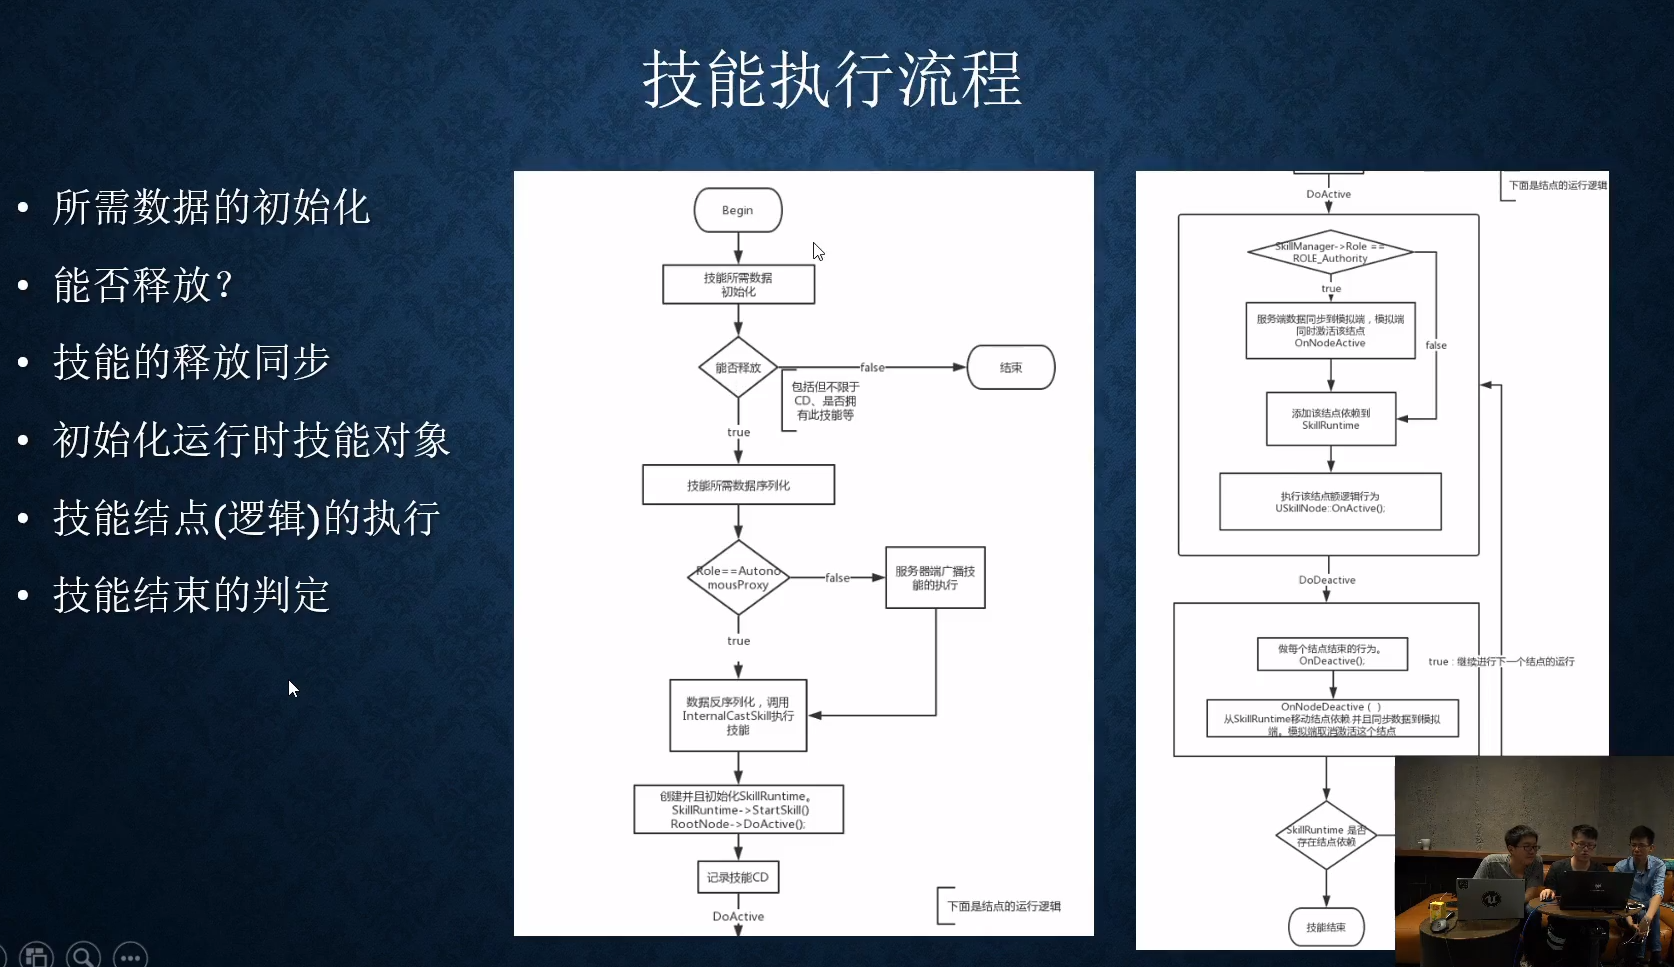 技能执行流程
• 所需数据的初始化
• 能否释放？
• 技能的释放同步
• 初始化运行时技能对象
• 技能结点(逻辑)的执行
• 技能结束的判定
Begin
技能所需数据
初始化
能否释放
false
结束
包括但不限于
CD、是否拥
有此技能等
true
技能所需数据序列化
Role==Autono
mousProxy
false
服务器端广播技
能的执行
true
数据反序列化，调用
InternalCastSkill执行
技能
创建并且初始化SkillRuntime。
SkillRuntime->StartSkill()
RootNode->DoActive();
记录技能CD
DoActive
下面是结点的运行逻辑
DoActive
下面是结点的运行逻辑
SkillManager->Role ==
ROLE_Authority
true
服务端数据同步到模拟端，模拟端
同时激活该结点
OnNodeActive
false
添加该结点依赖到
SkillRuntime
执行该结点额逻辑行为
USkillNode::OnActive();
DoDeactive
做每个结点结束的行为。
OnDeactive();
true：继续进行下一个结点的运行
OnNodeDeactive（ ）
从SkillRuntime移动结点依赖 并且同步数据到模拟
端。模拟端取消激活这个结点
SkillRuntime 是否
存在结点依赖
技能结束